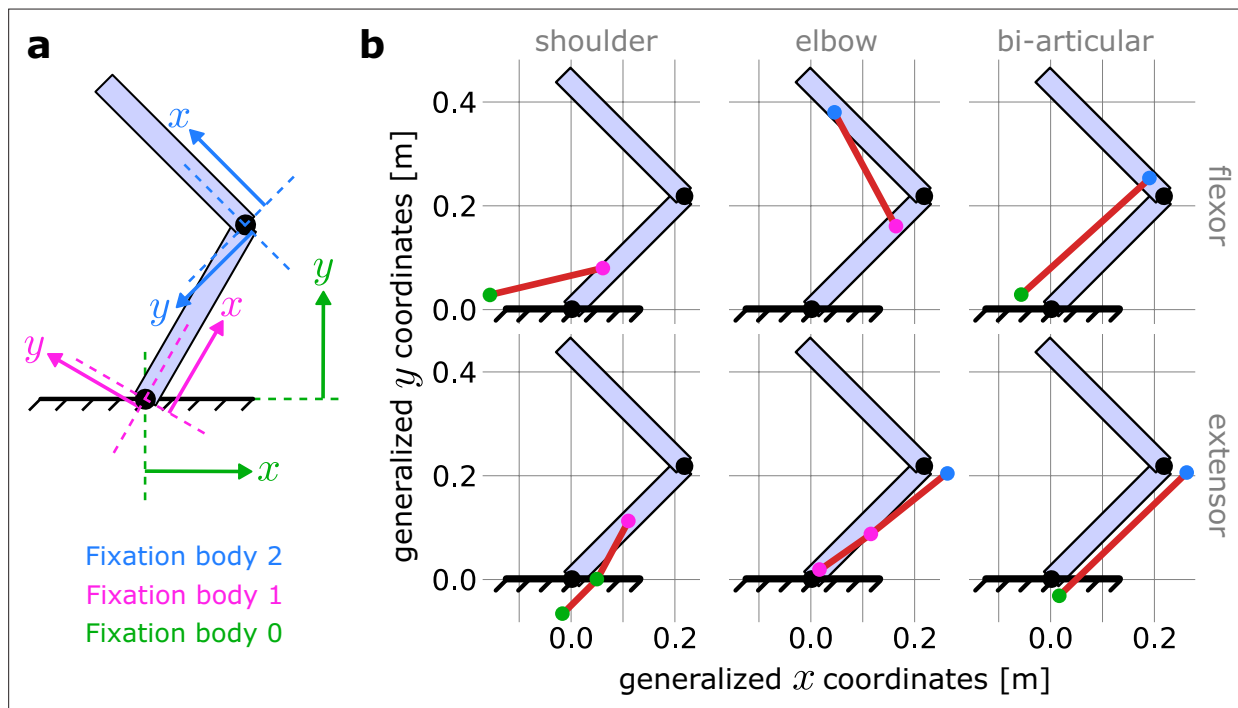 a
x
y
x
y
y
x
Fixation body 2
Fixation body 1
Fixation body 0
b
shoulder elbow bi-articular
generalized y coordinates [m]
0.4
0.2
0.0
flexor
0.4
0.2
0.0
extensor
0.0 0.2 0.0 0.2 0.0 0.2
generalized x coordinates [m]